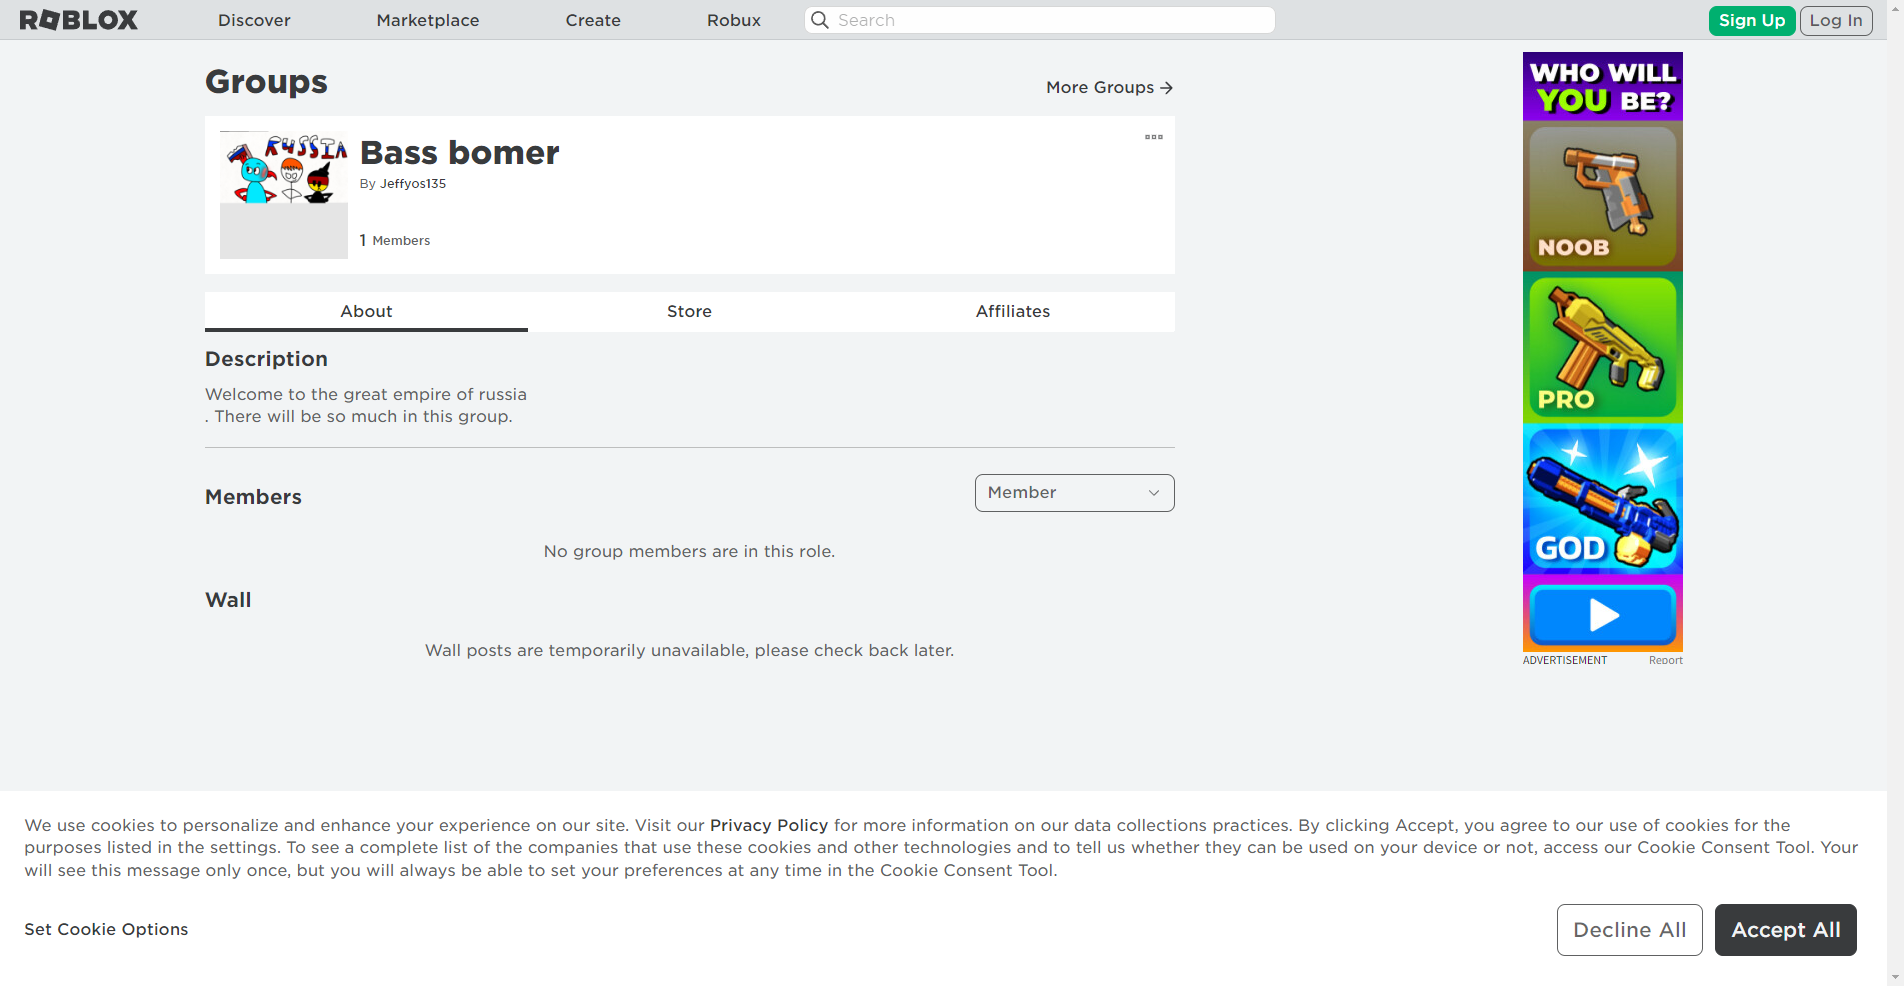 ROBLOX
Discover
Marketplace
Create
Robux
Search
Sign Up
Log In
Groups
More Groups
RUSSIA
Bass bomer
By Jeffyos135
1 Members
About
Store
Affiliates
Description
Welcome to the great empire of russia
. There will be so much in this group.
Members
Member
No group members are in this role.
Wall
Wall posts are temporarily unavailable, please check back later.
WHO WILL
YOU BE?
NOOB
PRO
GOD
ADVERTISEMENT
Report
We use cookies to personalize and enhance your experience on our site. Visit our Privacy Policy for more information on our data collections practices. By clicking Accept, you agree to our use of cookies for the
purposes listed in the settings. To see a complete list of the companies that use these cookies and other technologies and to tell us whether they can be used on your device or not, access our Cookie Consent Tool. Your
will see this message only once, but you will always be able to set your preferences at any time in the Cookie Consent Tool.
Set Cookie Options
Decline All
Accept All